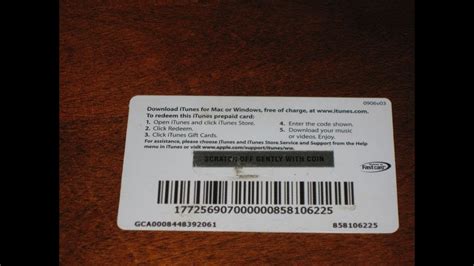 0906v03
Download iTunes for Mac or Windows, free of charge, at www.itunes.com.
To redeem this iTunes prepaid card:
1. Open iTunes and click iTunes Store.
2. Click Redeem.
3. Click iTunes Gift Cards.
4. Enter the code shown.
5. Download your music
or videos. Enjoy.
For assistance, please choose iTunes and iTunes Store Service and Support from the Help
menu in iTunes or visit www.apple.com/support/itunes/ww.
SCRATCH OFF GENTLY WITH COIN
Fastcard
1772569070000000858106225
GCA0008448392061
858106225